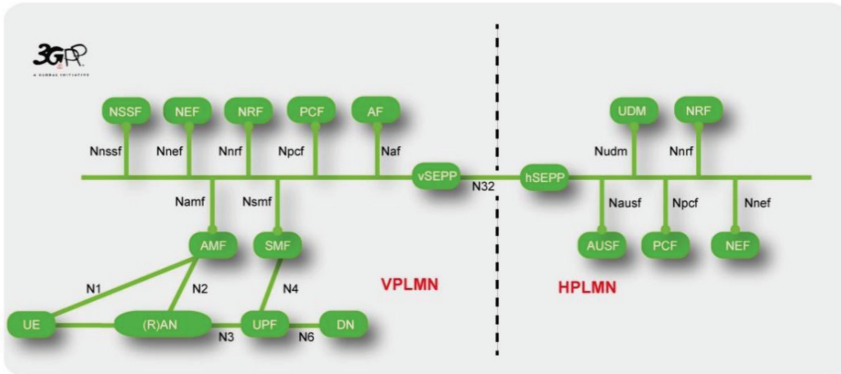 3GPP
A GLOBAL INITIATIVE
NSSF NEF NRF PCF AF UDM NRF
Nnssf Nnef Nnrf Npcf Naf Nudm Nnrf
vSEPP N32 hSEPP
Namf Nsmf Nausf Npcf Nnef
AMF SMF AUSF PCF NEF
N1 N2 N4 VPLMN HPLMN
UE (R)AN N3 UPF N6 DN